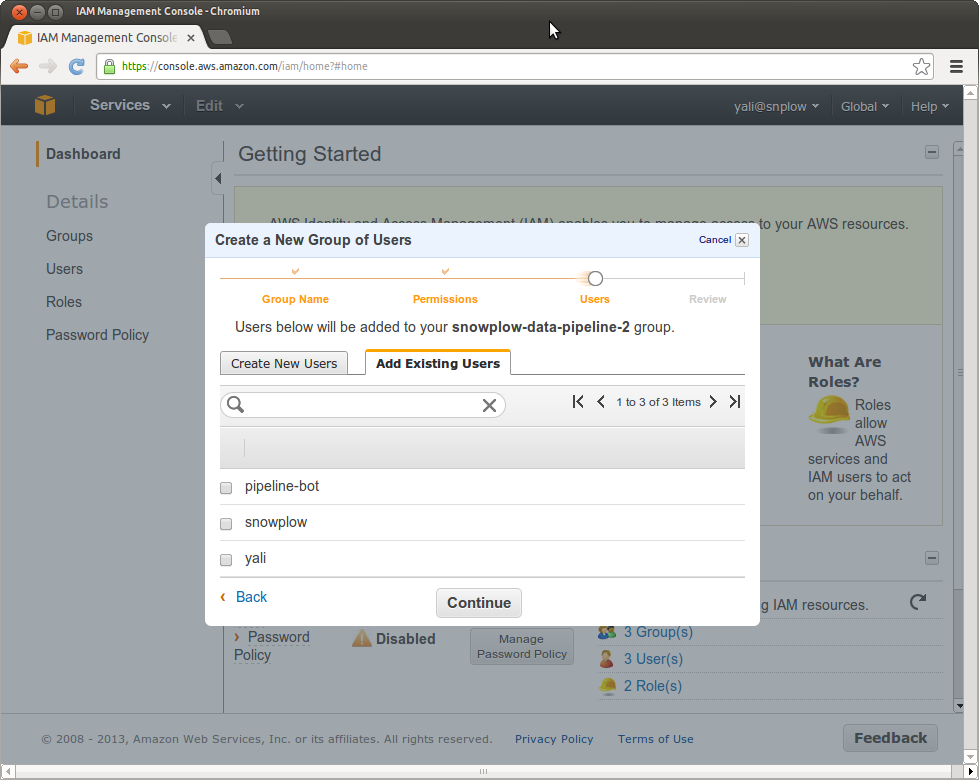 IAM Management Console - Chromium
IAM Management Console
https://console.aws.amazon.com/iam/home?#home
Services
Edit
yali@snplow
Global
Help
Dashboard
Details
Groups
Users
Roles
Password Policy
Getting Started
AWS Identity and Access Management (IAM) enables you to manage access to your AWS resources.
Create a New Group of Users
Cancel
Group Name
Permissions
Users
Review
Users below will be added to your snowplow-data-pipeline-2 group.
Create New Users
Add Existing Users
1 to 3 of 3 Items
pipeline-bot
snowplow
yali
Back
Continue
What Are
Roles?
Roles
allow
AWS
services and
IAM users to act
on your behalf.
g IAM resources.
Password
Policy
Disabled
Manage
Password Policy
3 Group(s)
3 User(s)
2 Role(s)
© 2008 - 2013, Amazon Web Services, Inc. or its affiliates. All rights reserved.
Privacy Policy
Terms of Use
Feedback